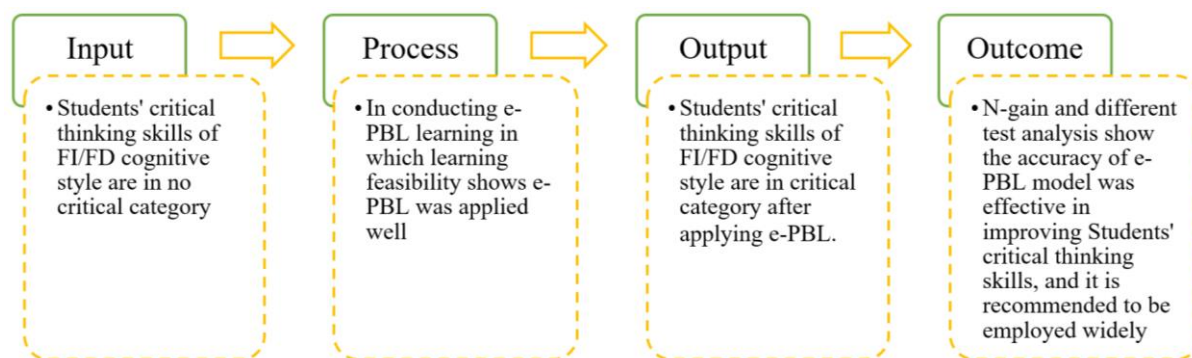 Input
• Students' critical
thinking skills of
FI/FD cognitive
style are in no
critical category
Process
• In conducting e-
PBL learning in
which learning
feasibility shows e-
PBL was applied
well
Output
• Students' critical
thinking skills of
FI/FD cognitive
style are in critical
category after
applying e-PBL.
Outcome
• N-gain and different
test analysis show
the accuracy of e-
PBL model was
effective in
improving Students'
critical thinking
skills, and it is
recommended to be
employed widely